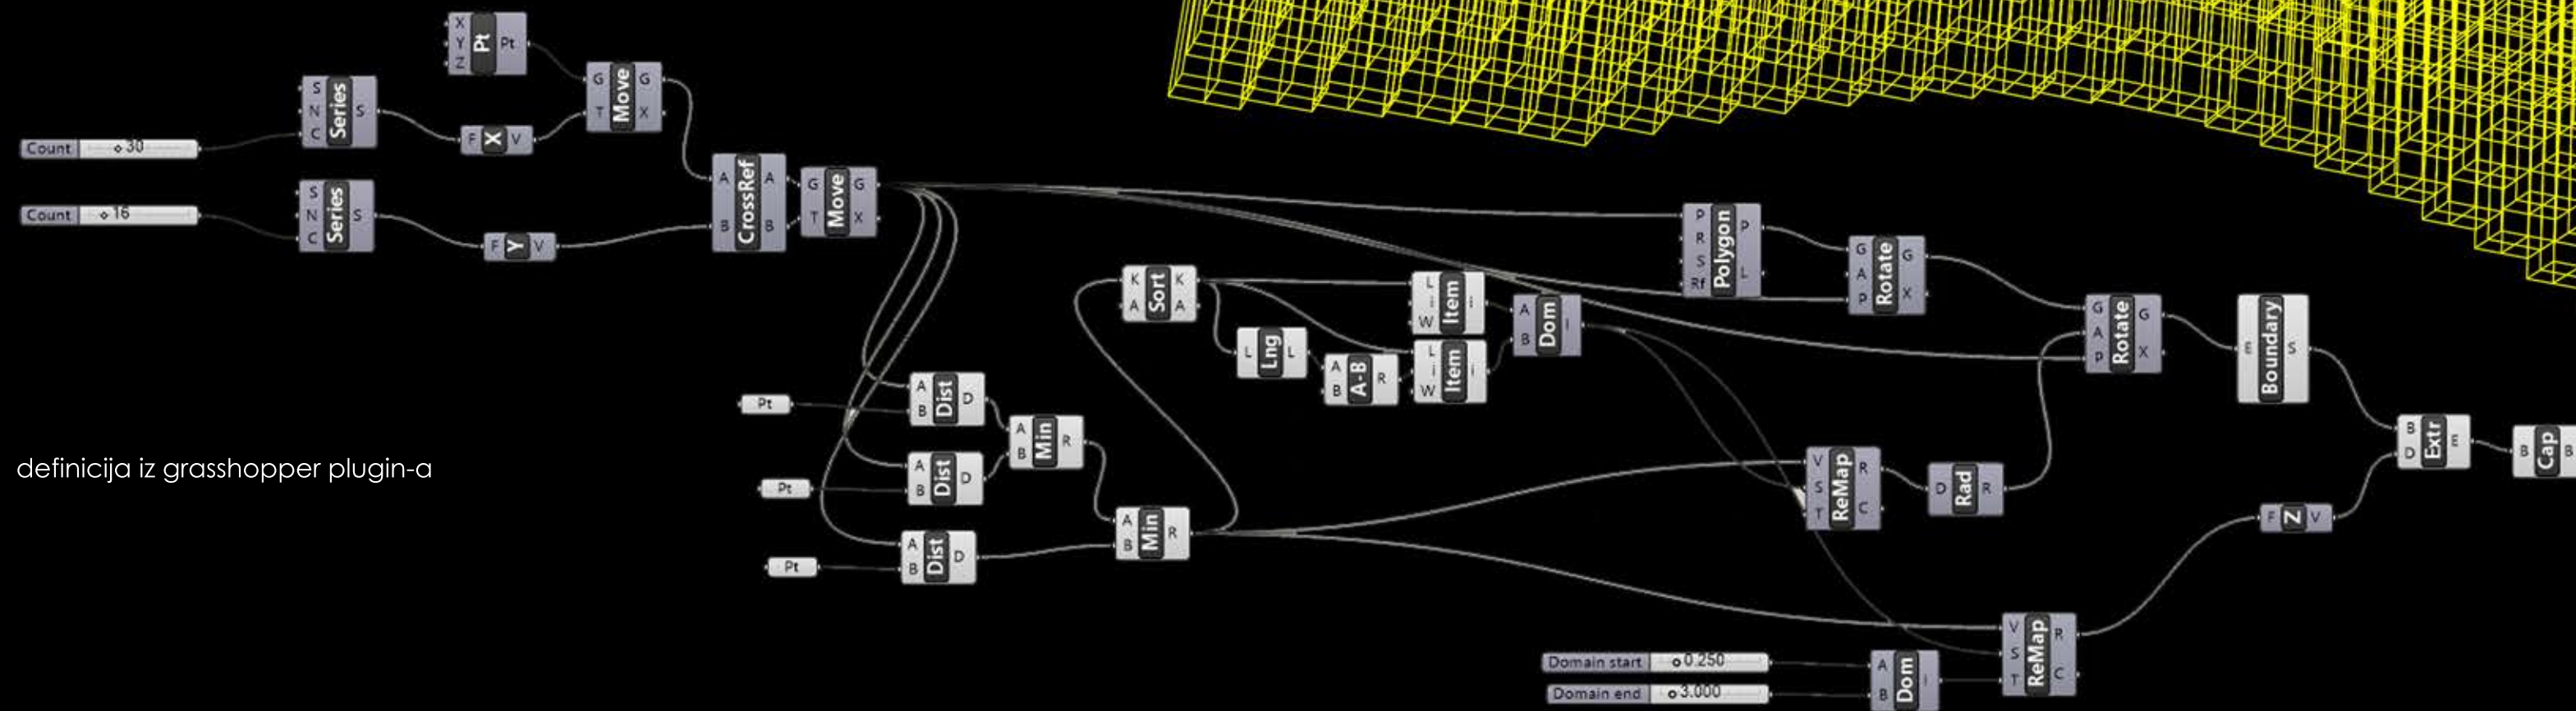 X
Y
Z
Pt
Pt
S
N
C
Series
S
Count
30
F
X
V
G
T
Move
G
X
Count
16
S
N
C
Series
S
F
Y
V
A
B
CrossRef
A
B
G
T
Move
G
X
P
R
S
Rf
Polygon
P
L
G
A
P
Rotate
G
X
K
A
Sort
K
A
L
i
W
Item
i
A
B
Dom
I
L
Lng
L
A
B
A-B
R
L
i
W
Item
i
G
A
P
Rotate
G
X
E
Boundary
S
Pt
A
B
Dist
D
A
B
Min
R
definicija iz grasshopper plugin-a
Pt
A
B
Dist
D
V
S
T
ReMap
R
C
D
Rad
R
B
D
Extr
E
B
Cap
B
Pt
A
B
Dist
D
A
B
Min
R
F
Z
V
Domain start
0.250
Domain end
3.000
A
B
Dom
I
V
S
T
ReMap
R
C